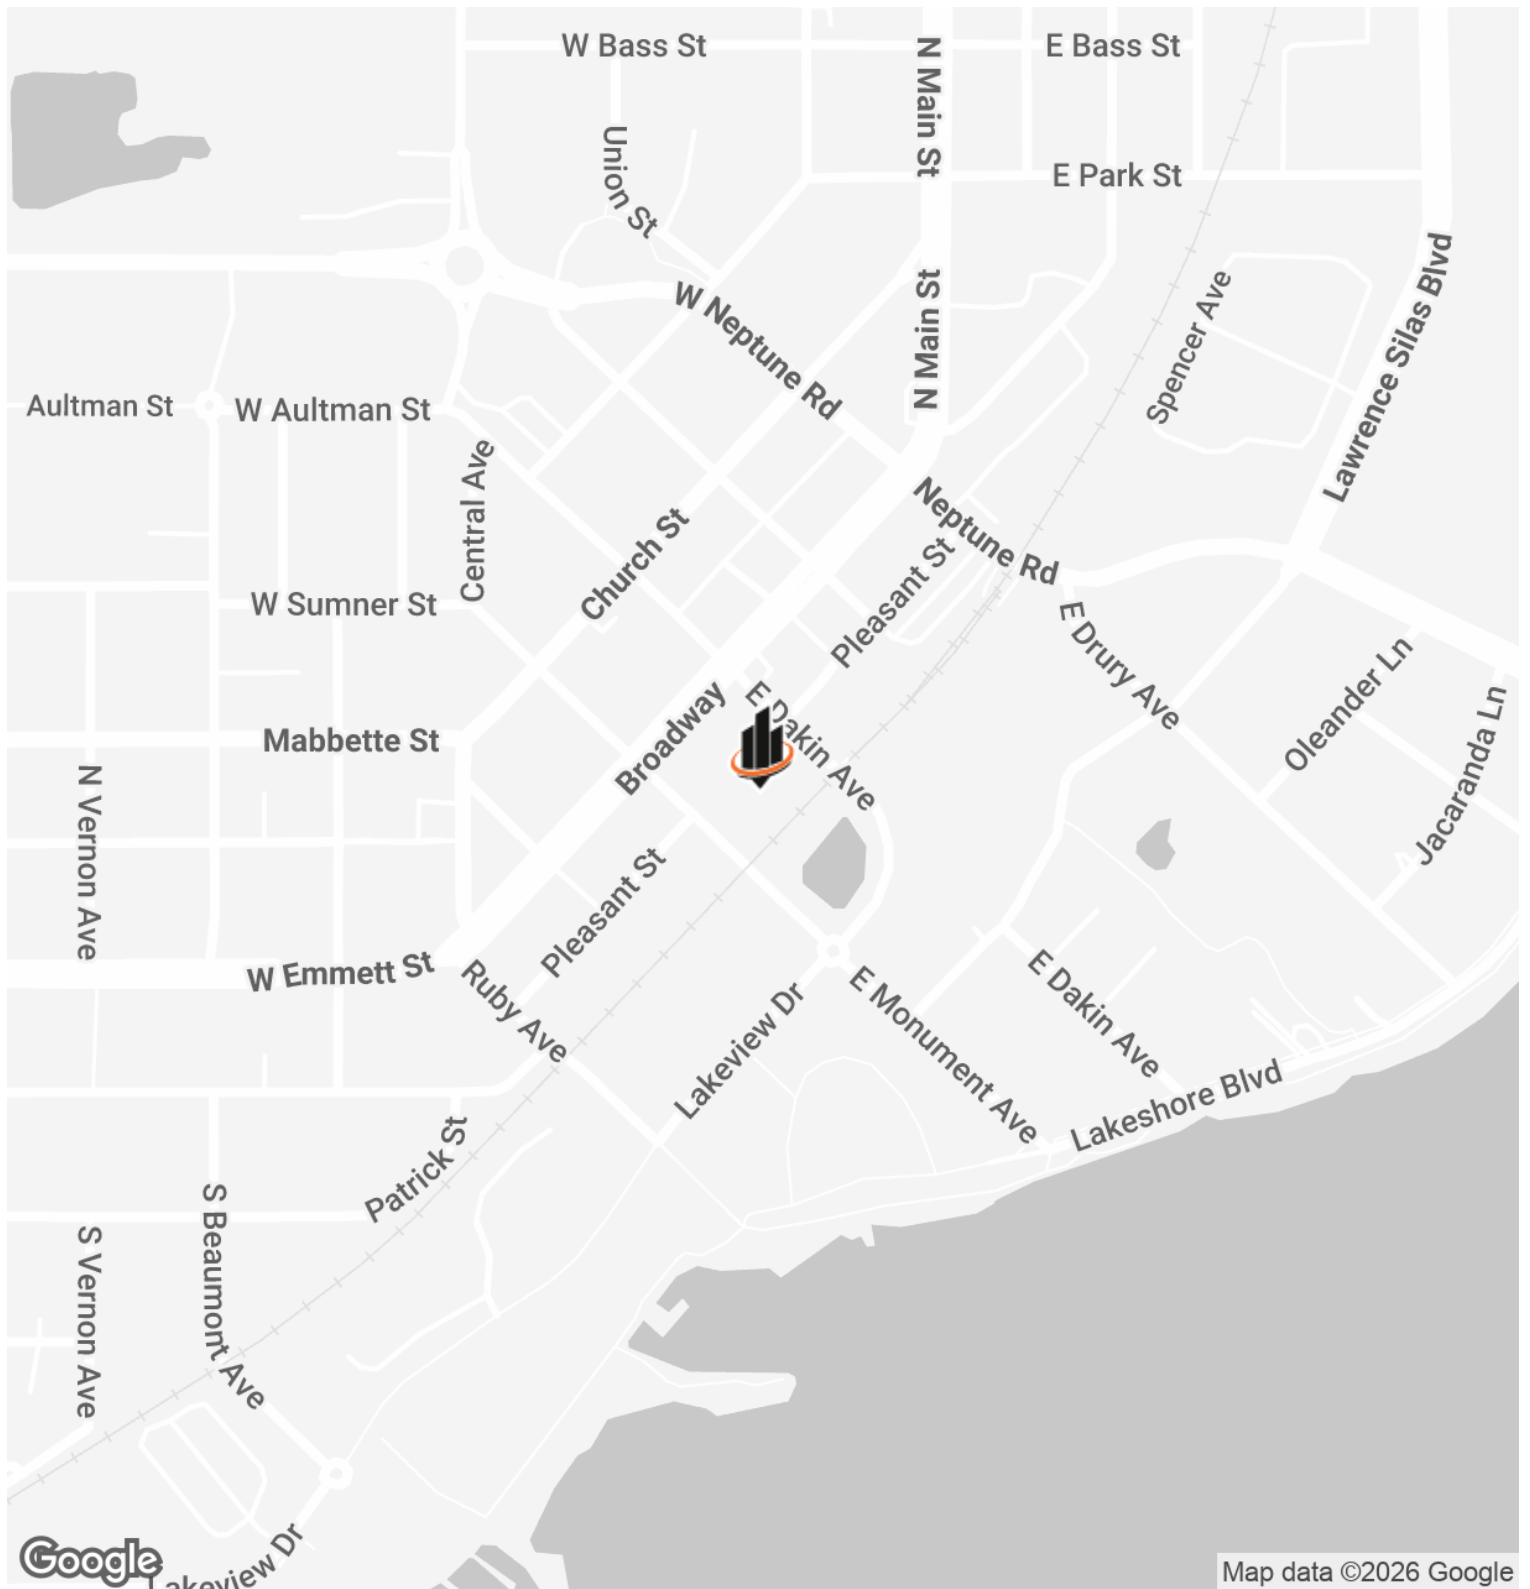 W Bass St
E Bass St
N Main St
Union St
E Park St
N Main St
W Neptune Rd
Spencer Ave
Lawrence Silas Blvd
Aultman St
W Aultman St
Central Ave
Church St
Neptune Rd
Pleasant St
W Sumner St
E Drury Ave
Oleander Ln
Jacaranda Ln
Broadway
E Dakin Ave
Mabbette St
N Vernon Ave
Pleasant St
W Emmett St
Ruby Ave
Lakeview Dr
E Monument Ave
E Dakin Ave
Lakeshore Blvd
Patrick St
S Beaumont Ave
S Vernon Ave
Lakeview Dr
Google
Map data ©2026 Google